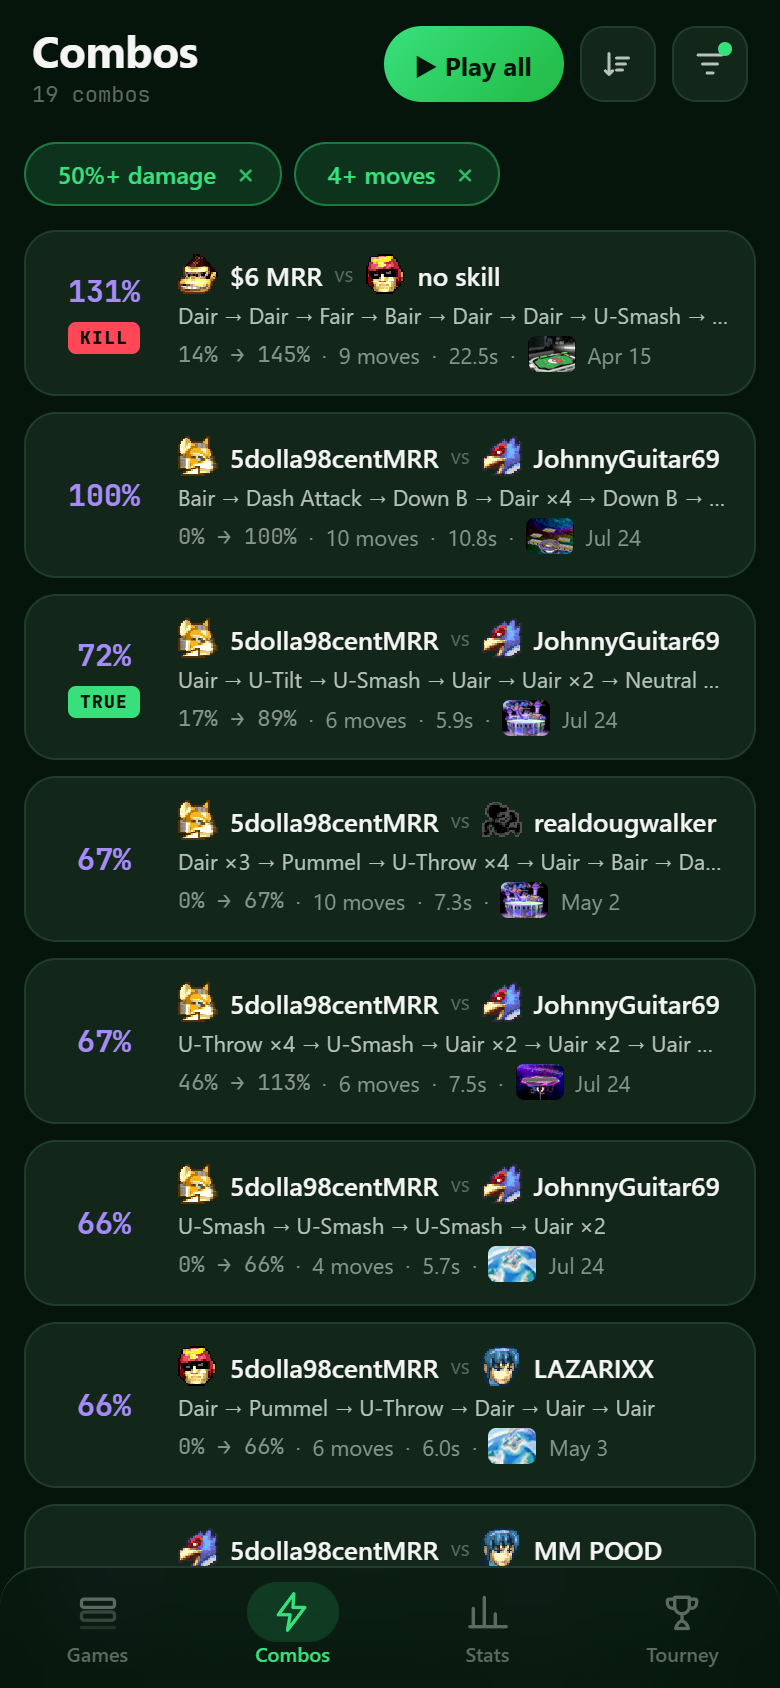 Combos
19 combos
▶ Play all
50%+ damage ×
4+ moves ×
131%
KILL
$6 MRR vs no skill
Dair → Dair → Fair → Bair → Dair → Dair → U-Smash → ...
14% → 145% · 9 moves · 22.5s · Apr 15
100%
5dolla98centMRR vs JohnnyGuitar69
Bair → Dash Attack → Down B → Dair ×4 → Down B → ...
0% → 100% · 10 moves · 10.8s · Jul 24
72%
TRUE
5dolla98centMRR vs JohnnyGuitar69
Uair → U-Tilt → U-Smash → Uair → Uair ×2 → Neutral ...
17% → 89% · 6 moves · 5.9s · Jul 24
67%
5dolla98centMRR vs realdougwalker
Dair ×3 → Pummel → U-Throw ×4 → Uair → Bair → Da...
0% → 67% · 10 moves · 7.3s · May 2
67%
5dolla98centMRR vs JohnnyGuitar69
U-Throw ×4 → U-Smash → Uair ×2 → Uair ×2 → Uair ...
46% → 113% · 6 moves · 7.5s · Jul 24
66%
5dolla98centMRR vs JohnnyGuitar69
U-Smash → U-Smash → U-Smash → Uair ×2
0% → 66% · 4 moves · 5.7s · Jul 24
66%
5dolla98centMRR vs LAZARIXX
Dair → Pummel → U-Throw → Dair → Uair → Uair
0% → 66% · 6 moves · 6.0s · May 3
5dolla98centMRR vs MM POOD
Games
Combos
Stats
Tourney